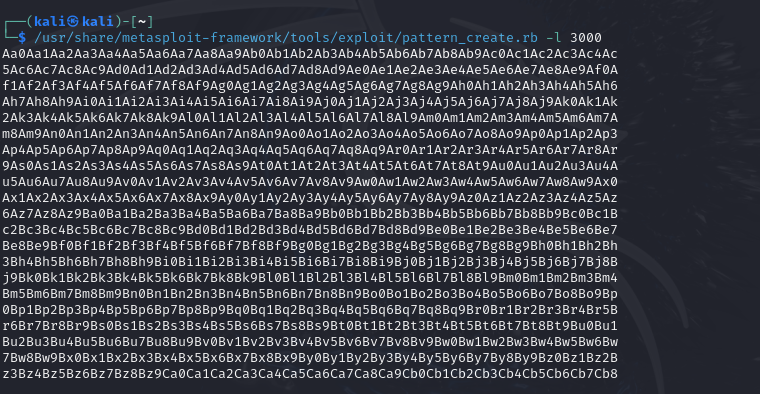 ┌──(kali㉿kali)-[~]
└─$ /usr/share/metasploit-framework/tools/exploit/pattern_create.rb -l 3000
Aa0Aa1Aa2Aa3Aa4Aa5Aa6Aa7Aa8Aa9Ab0Ab1Ab2Ab3Ab4Ab5Ab6Ab7Ab8Ab9Ac0Ac1Ac2Ac3Ac4Ac
5Ac6Ac7Ac8Ac9Ad0Ad1Ad2Ad3Ad4Ad5Ad6Ad7Ad8Ad9Ae0Ae1Ae2Ae3Ae4Ae5Ae6Ae7Ae8Ae9Af0A
f1Af2Af3Af4Af5Af6Af7Af8Af9Ag0Ag1Ag2Ag3Ag4Ag5Ag6Ag7Ag8Ag9Ah0Ah1Ah2Ah3Ah4Ah5Ah6
Ah7Ah8Ah9Ai0Ai1Ai2Ai3Ai4Ai5Ai6Ai7Ai8Ai9Aj0Aj1Aj2Aj3Aj4Aj5Aj6Aj7Aj8Aj9Ak0Ak1Ak
2Ak3Ak4Ak5Ak6Ak7Ak8Ak9Al0Al1Al2Al3Al4Al5Al6Al7Al8Al9Am0Am1Am2Am3Am4Am5Am6Am7A
m8Am9An0An1An2An3An4An5An6An7An8An9Ao0Ao1Ao2Ao3Ao4Ao5Ao6Ao7Ao8Ao9Ap0Ap1Ap2Ap3
Ap4Ap5Ap6Ap7Ap8Ap9Aq0Aq1Aq2Aq3Aq4Aq5Aq6Aq7Aq8Aq9Ar0Ar1Ar2Ar3Ar4Ar5Ar6Ar7Ar8Ar
9As0As1As2As3As4As5As6As7As8As9At0At1At2At3At4At5At6At7At8At9Au0Au1Au2Au3Au4A
u5Au6Au7Au8Au9Av0Av1Av2Av3Av4Av5Av6Av7Av8Av9Aw0Aw1Aw2Aw3Aw4Aw5Aw6Aw7Aw8Aw9Ax0
Ax1Ax2Ax3Ax4Ax5Ax6Ax7Ax8Ax9Ay0Ay1Ay2Ay3Ay4Ay5Ay6Ay7Ay8Ay9Az0Az1Az2Az3Az4Az5Az
6Az7Az8Az9Ba0Ba1Ba2Ba3Ba4Ba5Ba6Ba7Ba8Ba9Bb0Bb1Bb2Bb3Bb4Bb5Bb6Bb7Bb8Bb9Bc0Bc1B
c2Bc3Bc4Bc5Bc6Bc7Bc8Bc9Bd0Bd1Bd2Bd3Bd4Bd5Bd6Bd7Bd8Bd9Be0Be1Be2Be3Be4Be5Be6Be7
Be8Be9Bf0Bf1Bf2Bf3Bf4Bf5Bf6Bf7Bf8Bf9Bg0Bg1Bg2Bg3Bg4Bg5Bg6Bg7Bg8Bg9Bh0Bh1Bh2Bh
3Bh4Bh5Bh6Bh7Bh8Bh9Bi0Bi1Bi2Bi3Bi4Bi5Bi6Bi7Bi8Bi9Bj0Bj1Bj2Bj3Bj4Bj5Bj6Bj7Bj8B
j9Bk0Bk1Bk2Bk3Bk4Bk5Bk6Bk7Bk8Bk9Bl0Bl1Bl2Bl3Bl4Bl5Bl6Bl7Bl8Bl9Bm0Bm1Bm2Bm3Bm4
Bm5Bm6Bm7Bm8Bm9Bn0Bn1Bn2Bn3Bn4Bn5Bn6Bn7Bn8Bn9Bo0Bo1Bo2Bo3Bo4Bo5Bo6Bo7Bo8Bo9Bp
0Bp1Bp2Bp3Bp4Bp5Bp6Bp7Bp8Bp9Bq0Bq1Bq2Bq3Bq4Bq5Bq6Bq7Bq8Bq9Br0Br1Br2Br3Br4Br5B
r6Br7Br8Br9Bs0Bs1Bs2Bs3Bs4Bs5Bs6Bs7Bs8Bs9Bt0Bt1Bt2Bt3Bt4Bt5Bt6Bt7Bt8Bt9Bu0Bu1
Bu2Bu3Bu4Bu5Bu6Bu7Bu8Bu9Bv0Bv1Bv2Bv3Bv4Bv5Bv6Bv7Bv8Bv9Bw0Bw1Bw2Bw3Bw4Bw5Bw6Bw
7Bw8Bw9Bx0Bx1Bx2Bx3Bx4Bx5Bx6Bx7Bx8Bx9By0By1By2By3By4By5By6By7By8By9Bz0Bz1Bz2B
z3Bz4Bz5Bz6Bz7Bz8Bz9Ca0Ca1Ca2Ca3Ca4Ca5Ca6Ca7Ca8Ca9Cb0Cb1Cb2Cb3Cb4Cb5Cb6Cb7Cb8